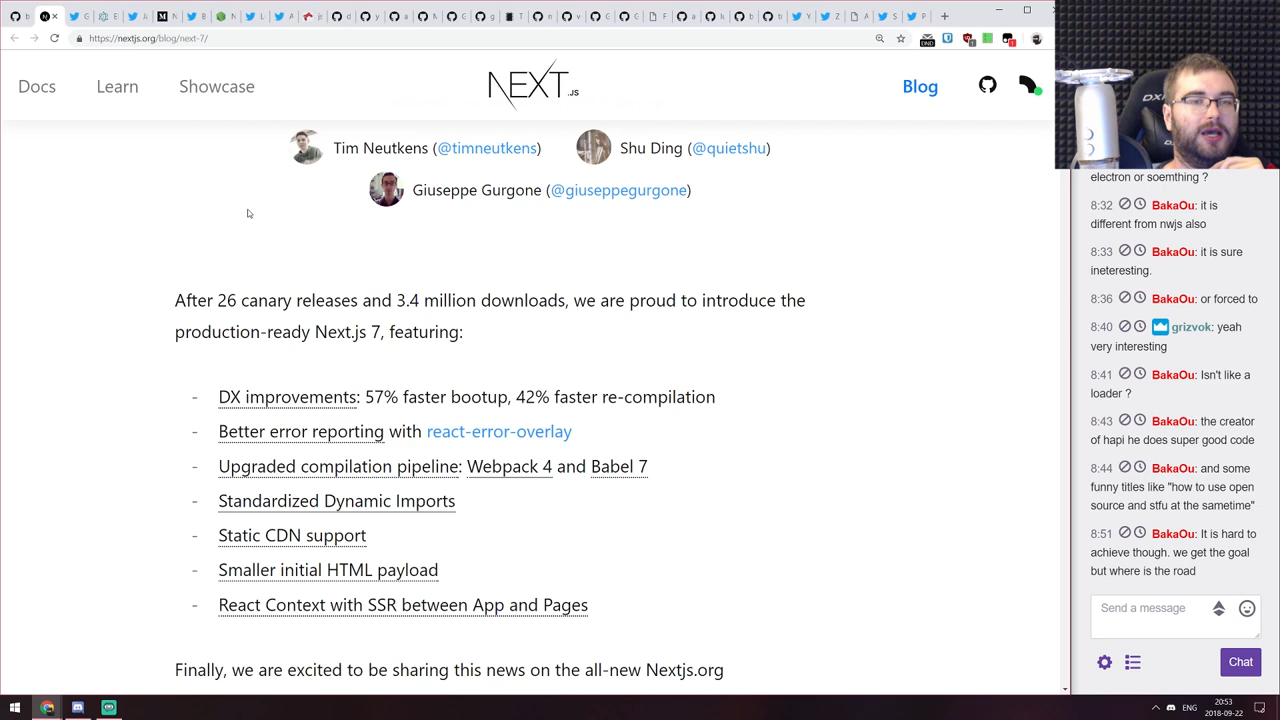 https://nextjs.org/blog/next-7/
DND
Docs
Learn
Showcase
NEXT.JS
Blog
Tim Neutkens (@timneutkens)
Shu Ding (@quietshu)
Giuseppe Gurgone (@giuseppegurgone)
After 26 canary releases and 3.4 million downloads, we are proud to introduce the
production-ready Next.js 7, featuring:
- DX improvements: 57% faster bootup, 42% faster re-compilation
- Better error reporting with react-error-overlay
- Upgraded compilation pipeline: Webpack 4 and Babel 7
- Standardized Dynamic Imports
- Static CDN support
- Smaller initial HTML payload
- React Context with SSR between App and Pages
Finally, we are excited to be sharing this news on the all-new Nextjs.org
electron or soemthing ?
8:32 BakaOu: it is
different from nwjs also
8:33 BakaOu: it is sure
ineteresting.
8:36 BakaOu: or forced to
8:40 grizvok: yeah
very interesting
8:41 BakaOu: Isn't like a
loader ?
8:43 BakaOu: the creator
of hapi he does super good code
8:44 BakaOu: and some
funny titles like "how to use open
source and stfu at the sametime"
8:51 BakaOu: It is hard to
achieve though. we get the goal
but where is the road
Send a message
Chat
ENG
20:53
2018-09-22